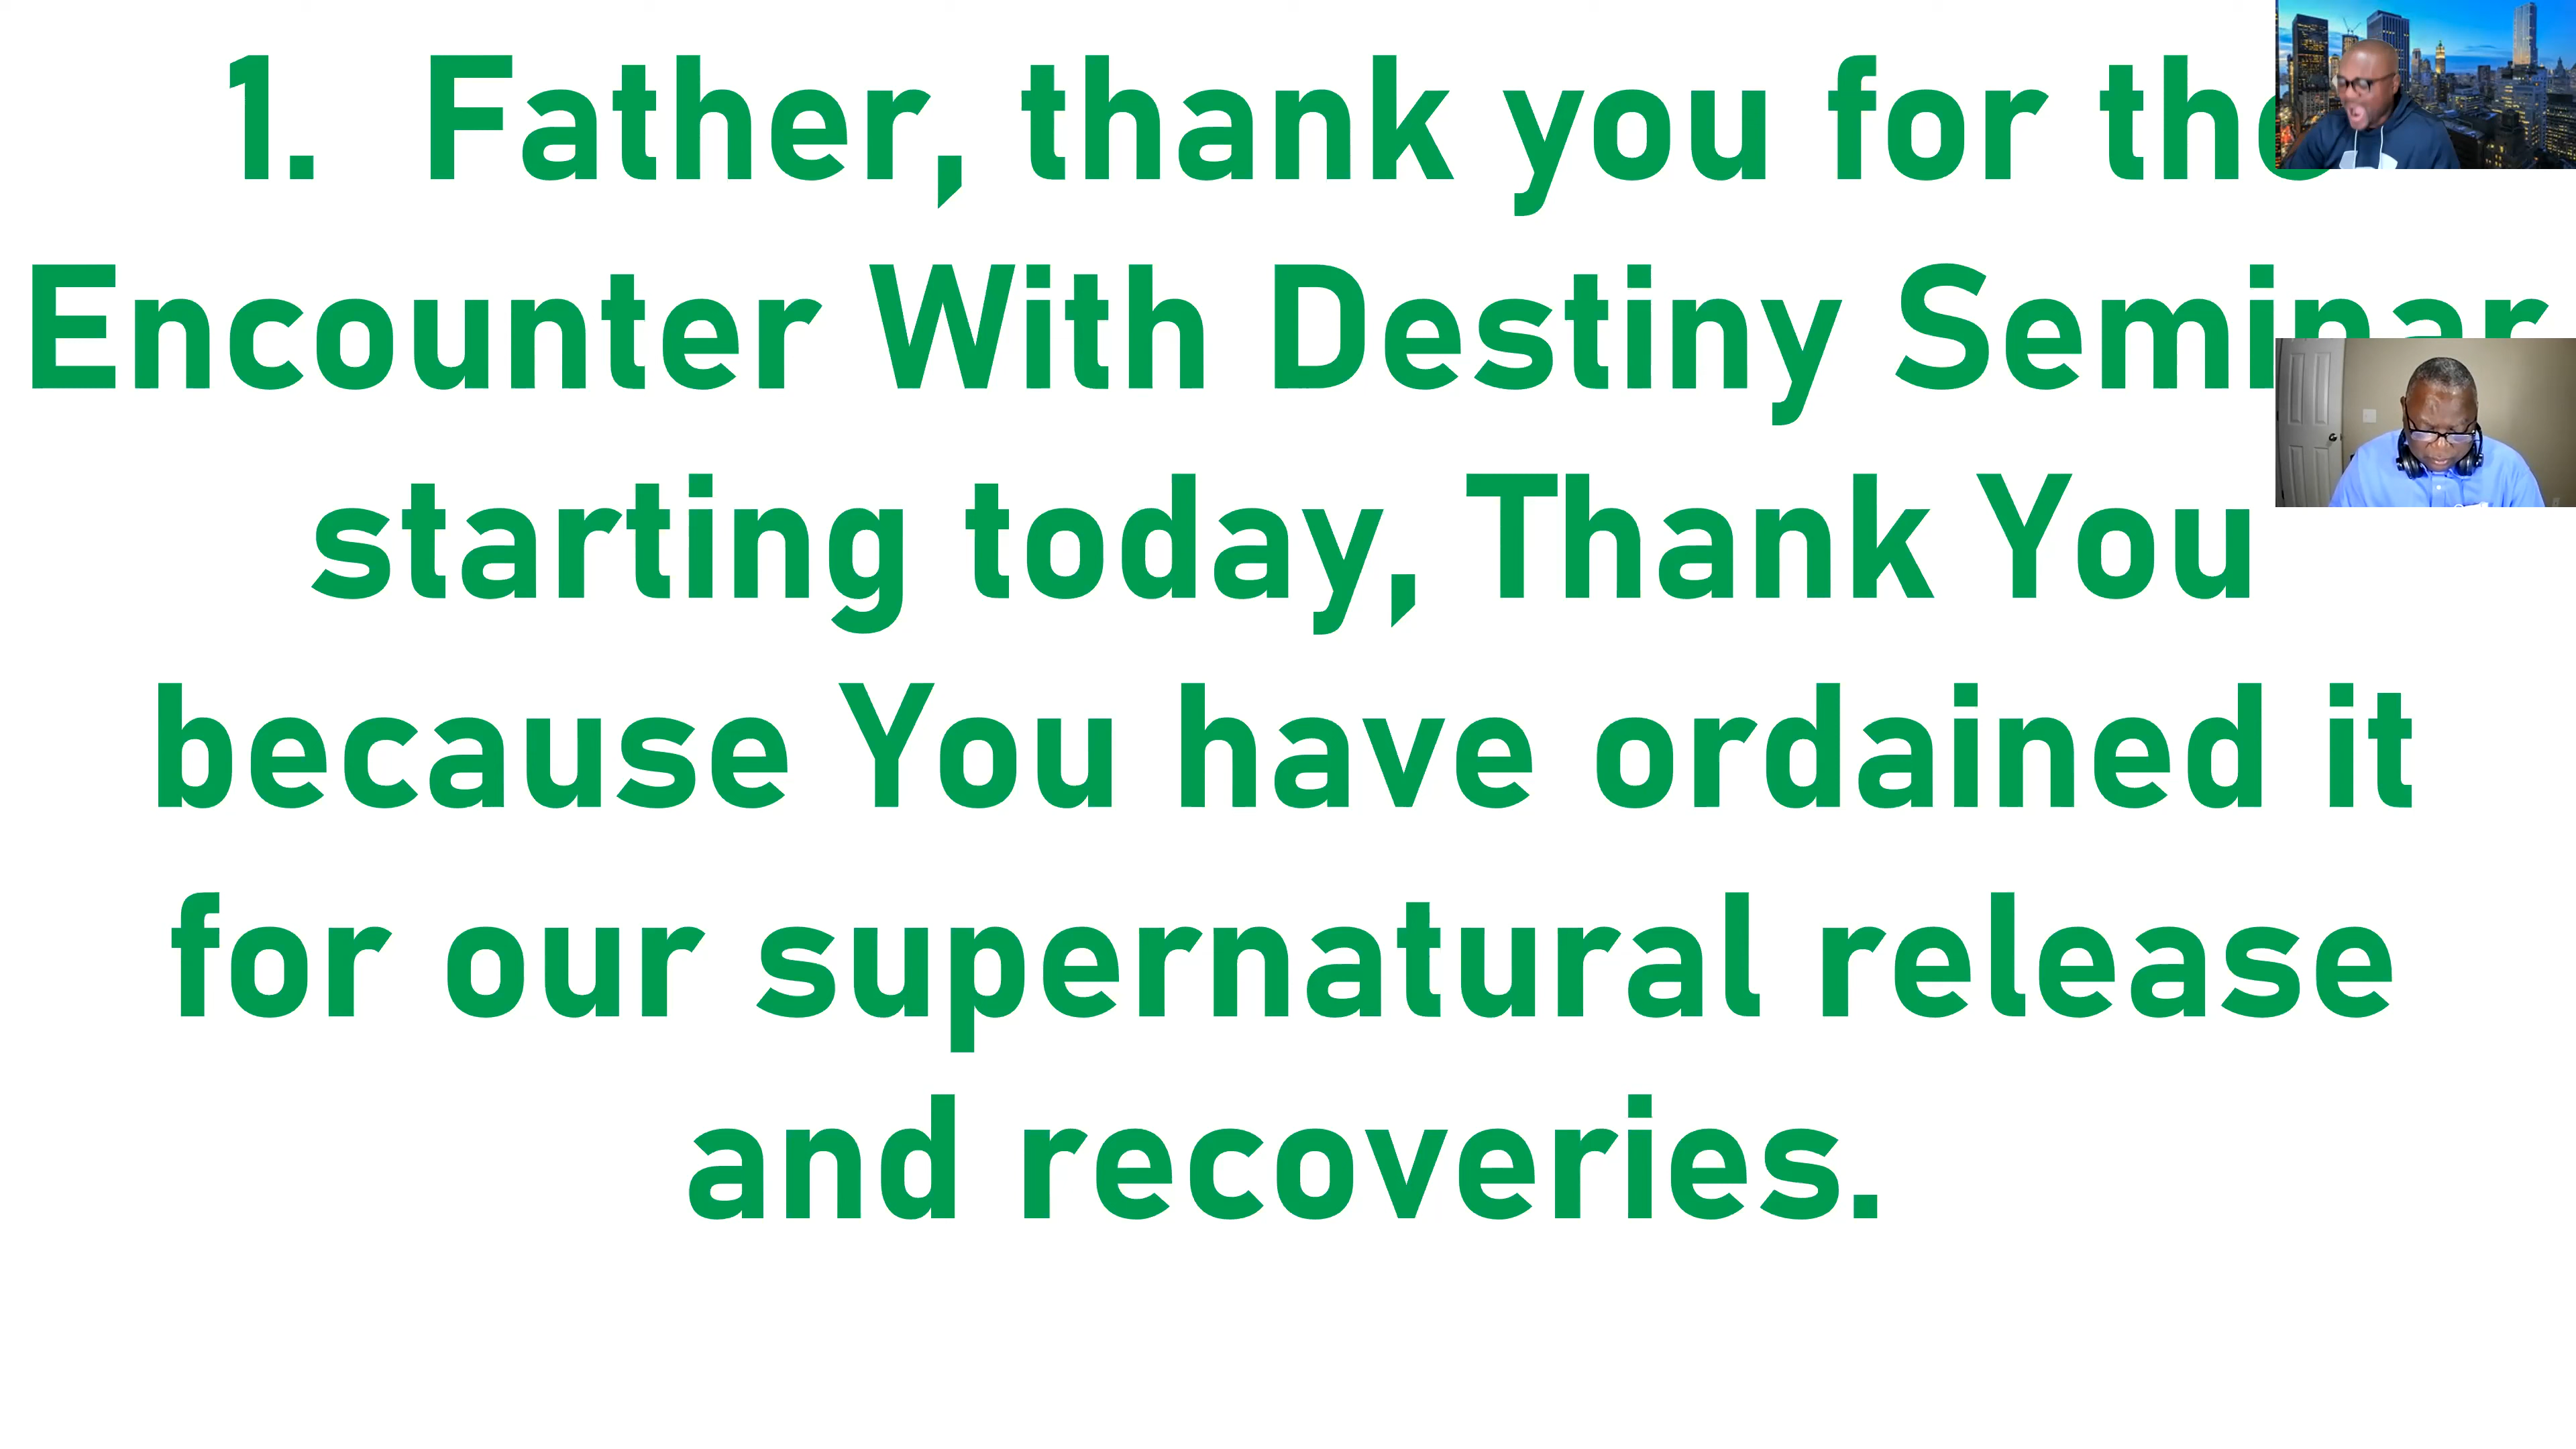 1. Father, thank you for the
Encounter With Destiny Seminar
starting today, Thank You
because You have ordained it
for our supernatural release
and recoveries.